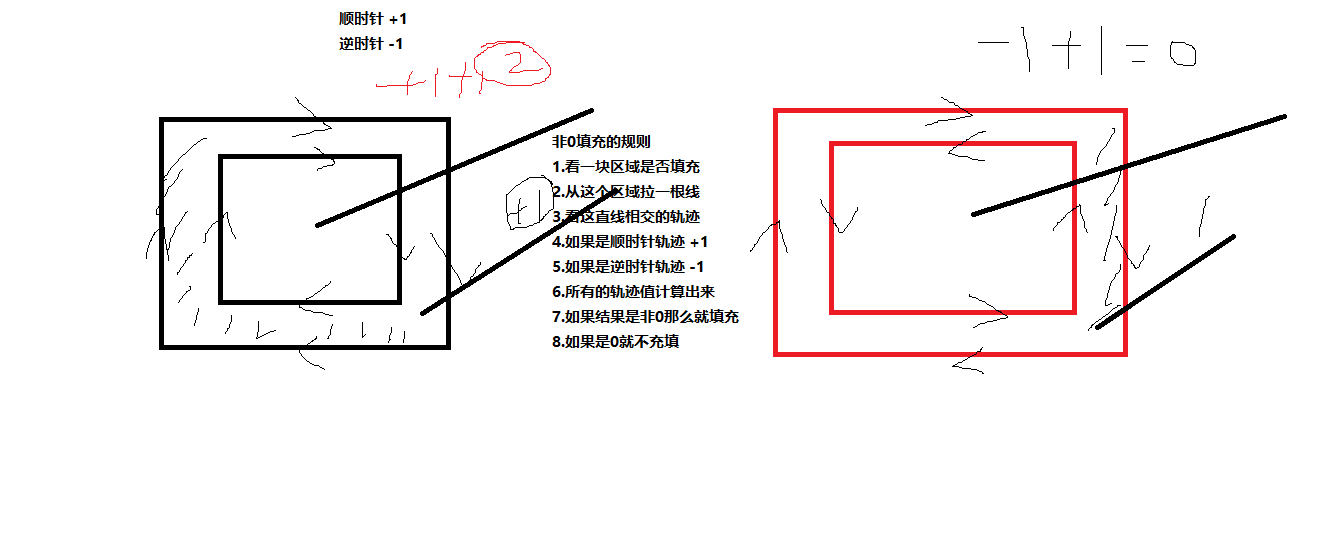 顺时针 +1
逆时针 -1
+1+1 2
-1+1=0
+1
非0填充的规则
1.看一块区域是否填充
2.从这个区域拉一根线
3.看这直线相交的轨迹
4.如果是顺时针轨迹 +1
5.如果是逆时针轨迹 -1
6.所有的轨迹值计算出来
7.如果结果是非0那么就填充
8.如果是0就不充填
1